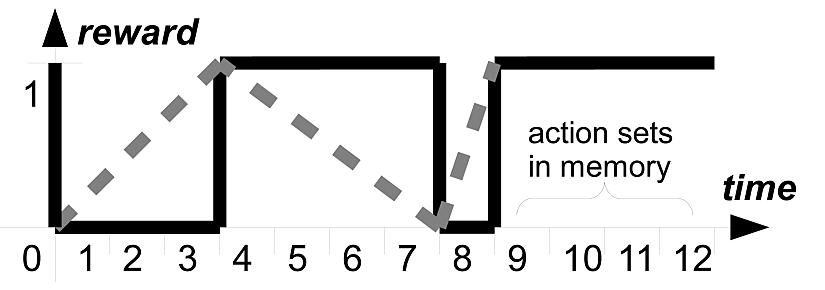 reward
1
action sets
in memory
time
0 1 2 3 4 5 6 7 8 9 10 11 12